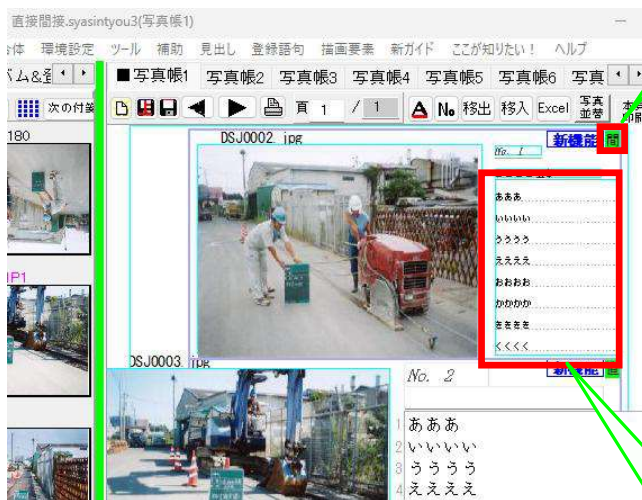 直接間接.syasintyou3(写真帳1)
合体 環境設定 ツール 補助 見出し 登録語句 描画要素 新ガイド ここが知りたい! ヘルプ
■写真帳1 写真帳2 写真帳3 写真帳4 写真帳5 写真帳6 写真
次の付箋 頁 1 / 1 A No 移出 移入 Excel 写真並替
180
DSJ0002.jpg
新機能 間
No. 1
あああ
いいいい
うううう
ええええ
おおおお
かかかか
ききききき
くくくく
JP1
DSJ0003.jpg
新機能
No. 2
1 あああ
2 いいいい
3 うううう
4 ええええ